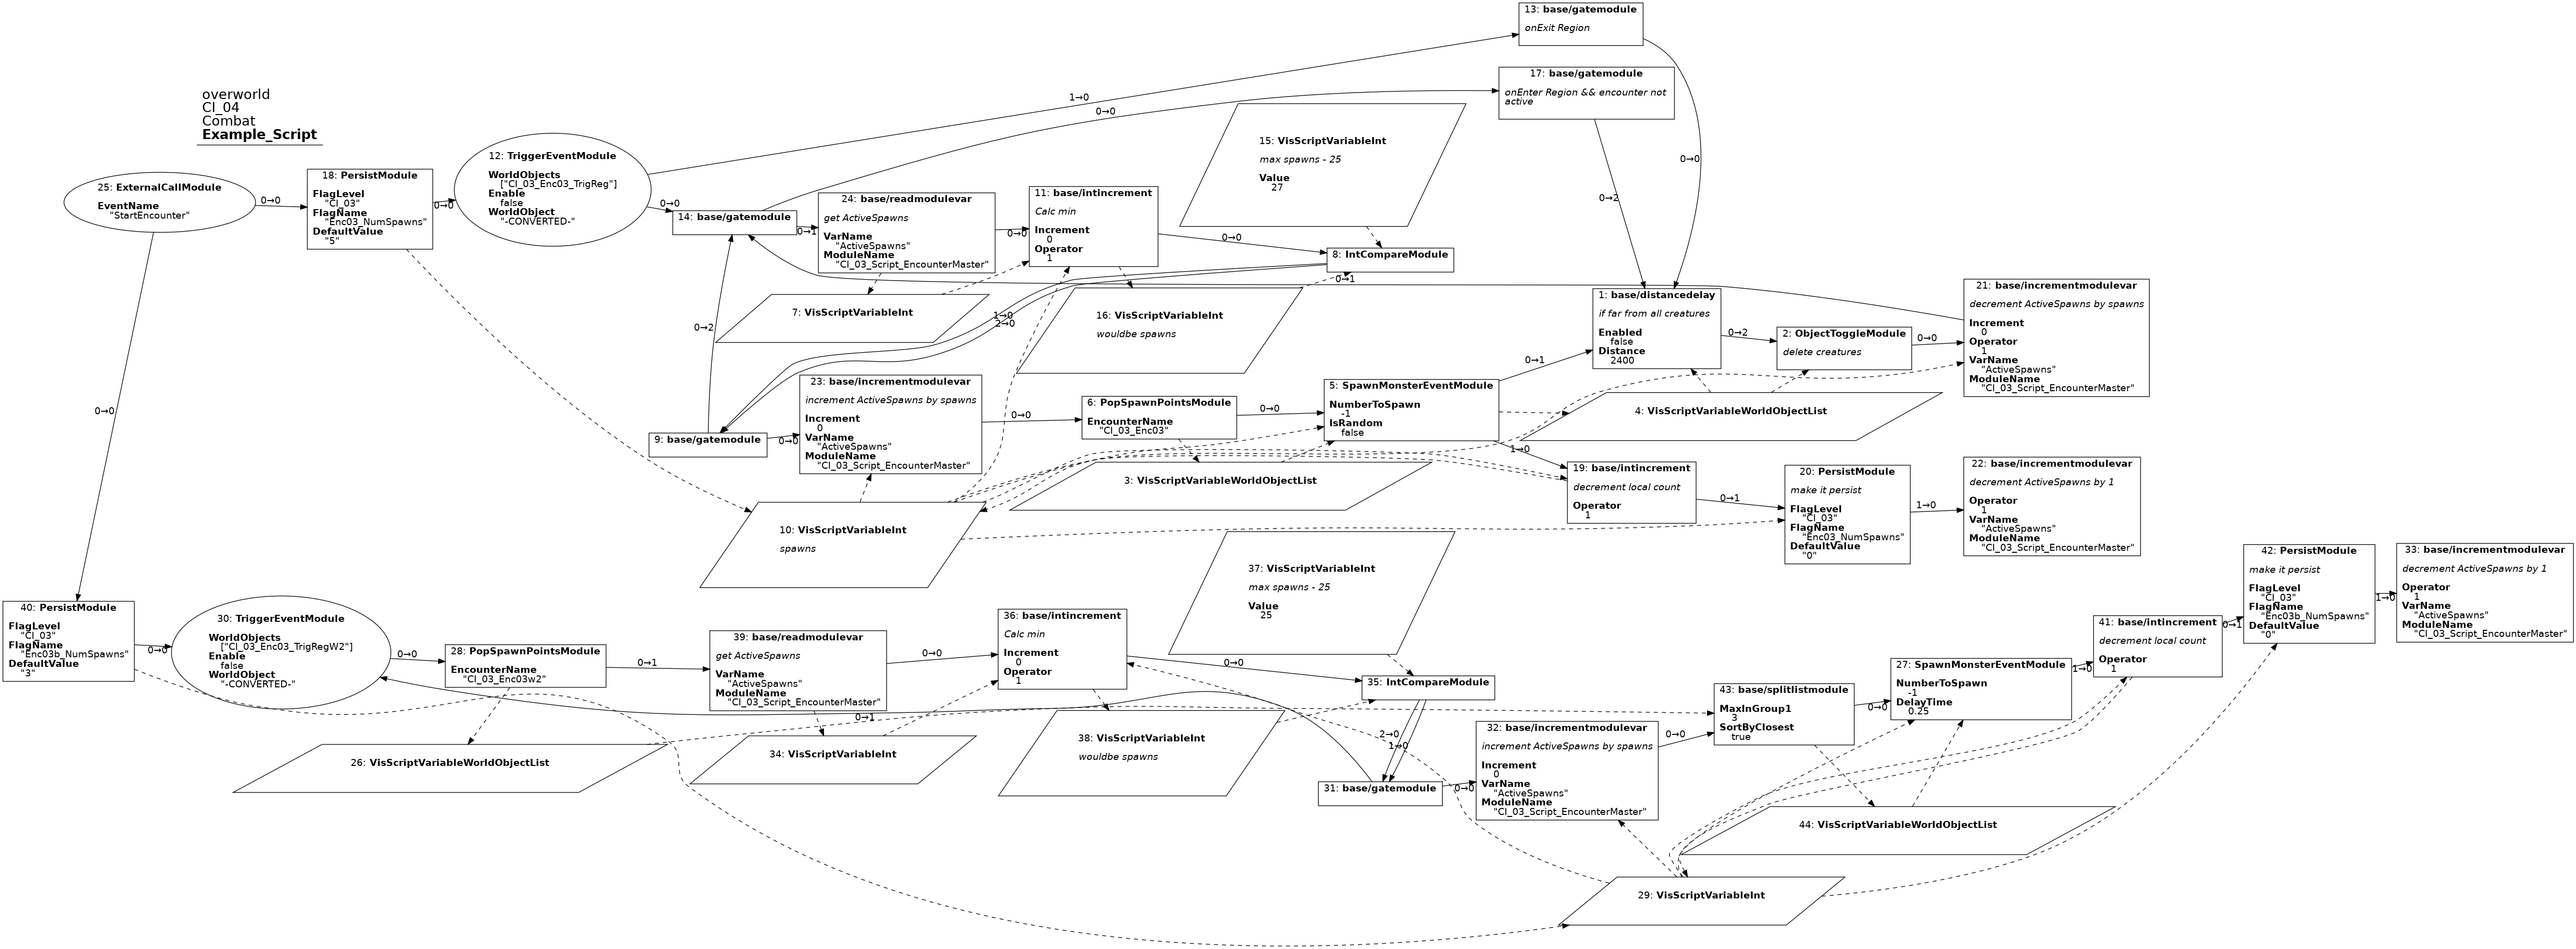 overworld
CI_04
Combat
Example_Script
13: base/gatemodule
onExit Region
17: base/gatemodule
onEnter Region && encounter not
active
15: VisScriptVariableInt
max spawns - 25
Value
27
12: TriggerEventModule
WorldObjects
["CI_03_Enc03_TrigReg"]
Enable
false
WorldObject
"-CONVERTED-"
25: ExternalCallModule
EventName
"StartEncounter"
18: PersistModule
FlagLevel
"CI_03"
FlagName
"Enc03_NumSpawns"
DefaultValue
"5"
14: base/gatemodule
24: base/readmodulevar
get ActiveSpawns
VarName
"ActiveSpawns"
ModuleName
"CI_03_Script_EncounterMaster"
11: base/intincrement
Calc min
Increment
0
Operator
1
8: IntCompareModule
7: VisScriptVariableInt
16: VisScriptVariableInt
wouldbe spawns
1: base/distancedelay
if far from all creatures
Enabled
false
Distance
2400
2: ObjectToggleModule
delete creatures
21: base/incrementmodulevar
decrement ActiveSpawns by spawns
Increment
0
Operator
1
VarName
"ActiveSpawns"
ModuleName
"CI_03_Script_EncounterMaster"
9: base/gatemodule
23: base/incrementmodulevar
increment ActiveSpawns by spawns
Increment
0
VarName
"ActiveSpawns"
ModuleName
"CI_03_Script_EncounterMaster"
6: PopSpawnPointsModule
EncounterName
"CI_03_Enc03"
5: SpawnMonsterEventModule
NumberToSpawn
-1
IsRandom
false
4: VisScriptVariableWorldObjectList
3: VisScriptVariableWorldObjectList
10: VisScriptVariableInt
spawns
19: base/intincrement
decrement local count
Operator
1
20: PersistModule
make it persist
FlagLevel
"CI_03"
FlagName
"Enc03_NumSpawns"
DefaultValue
"0"
22: base/incrementmodulevar
decrement ActiveSpawns by 1
Operator
1
VarName
"ActiveSpawns"
ModuleName
"CI_03_Script_EncounterMaster"
40: PersistModule
FlagLevel
"CI_03"
FlagName
"Enc03b_NumSpawns"
DefaultValue
"3"
30: TriggerEventModule
WorldObjects
["CI_03_Enc03_TrigRegW2"]
Enable
false
WorldObject
"-CONVERTED-"
28: PopSpawnPointsModule
EncounterName
"CI_03_Enc03w2"
26: VisScriptVariableWorldObjectList
39: base/readmodulevar
get ActiveSpawns
VarName
"ActiveSpawns"
ModuleName
"CI_03_Script_EncounterMaster"
34: VisScriptVariableInt
36: base/intincrement
Calc min
Increment
0
Operator
1
37: VisScriptVariableInt
max spawns - 25
Value
25
35: IntCompareModule
38: VisScriptVariableInt
wouldbe spawns
31: base/gatemodule
32: base/incrementmodulevar
increment ActiveSpawns by spawns
Increment
0
VarName
"ActiveSpawns"
ModuleName
"CI_03_Script_EncounterMaster"
43: base/splitlistmodule
MaxInGroup1
3
SortByClosest
true
27: SpawnMonsterEventModule
NumberToSpawn
-1
DelayTime
0.25
44: VisScriptVariableWorldObjectList
29: VisScriptVariableInt
41: base/intincrement
decrement local count
Operator
1
42: PersistModule
make it persist
FlagLevel
"CI_03"
FlagName
"Enc03b_NumSpawns"
DefaultValue
"0"
33: base/incrementmodulevar
decrement ActiveSpawns by 1
Operator
1
VarName
"ActiveSpawns"
ModuleName
"CI_03_Script_EncounterMaster"
0→0
0→0
0→0
0→0
1→0
0→0
0→1
0→0
0→0
0→1
1→0
2→0
0→2
0→0
0→0
0→0
0→1
1→0
0→2
0→0
0→2
0→0
0→1
1→0
0→0
0→0
0→1
0→0
0→0
0→1
2→0
1→0
0→0
0→0
0→0
1→0
0→1
1→0